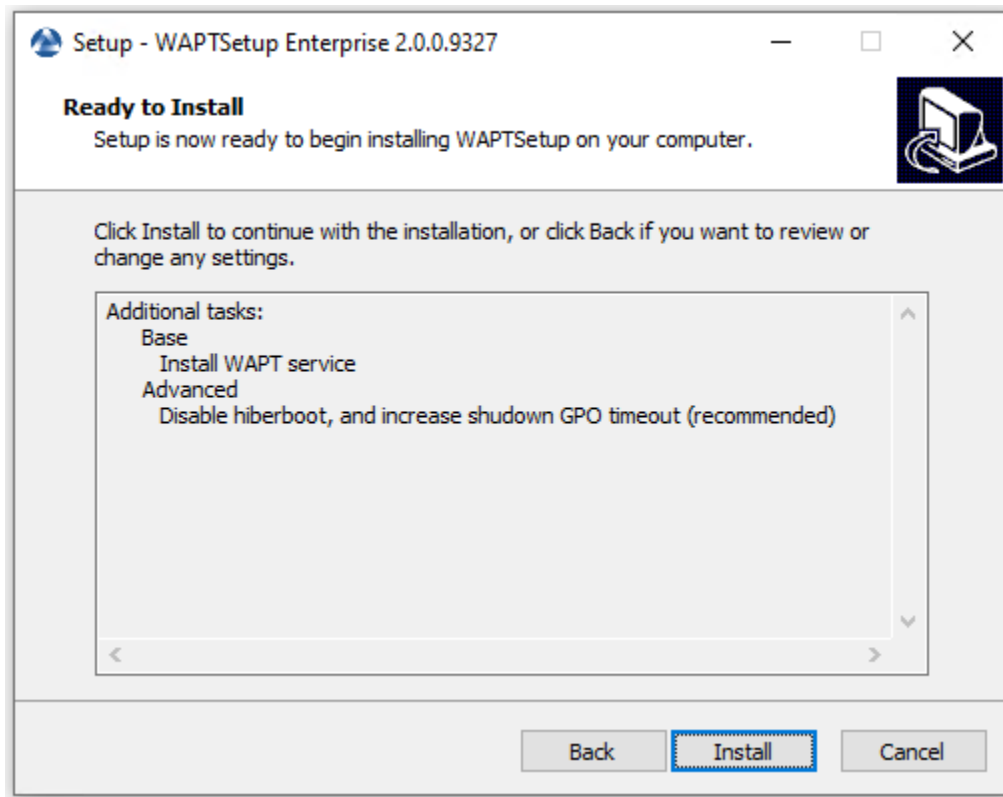 Setup - WAPTSetup Enterprise 2.0.0.9327
Ready to Install
Setup is now ready to begin installing WAPTSetup on your computer.
Click Install to continue with the installation, or click Back if you want to review or
change any settings.
Additional tasks:
Base
Install WAPT service
Advanced
Disable hiberboot, and increase shudown GPO timeout (recommended)
Back
Install
Cancel